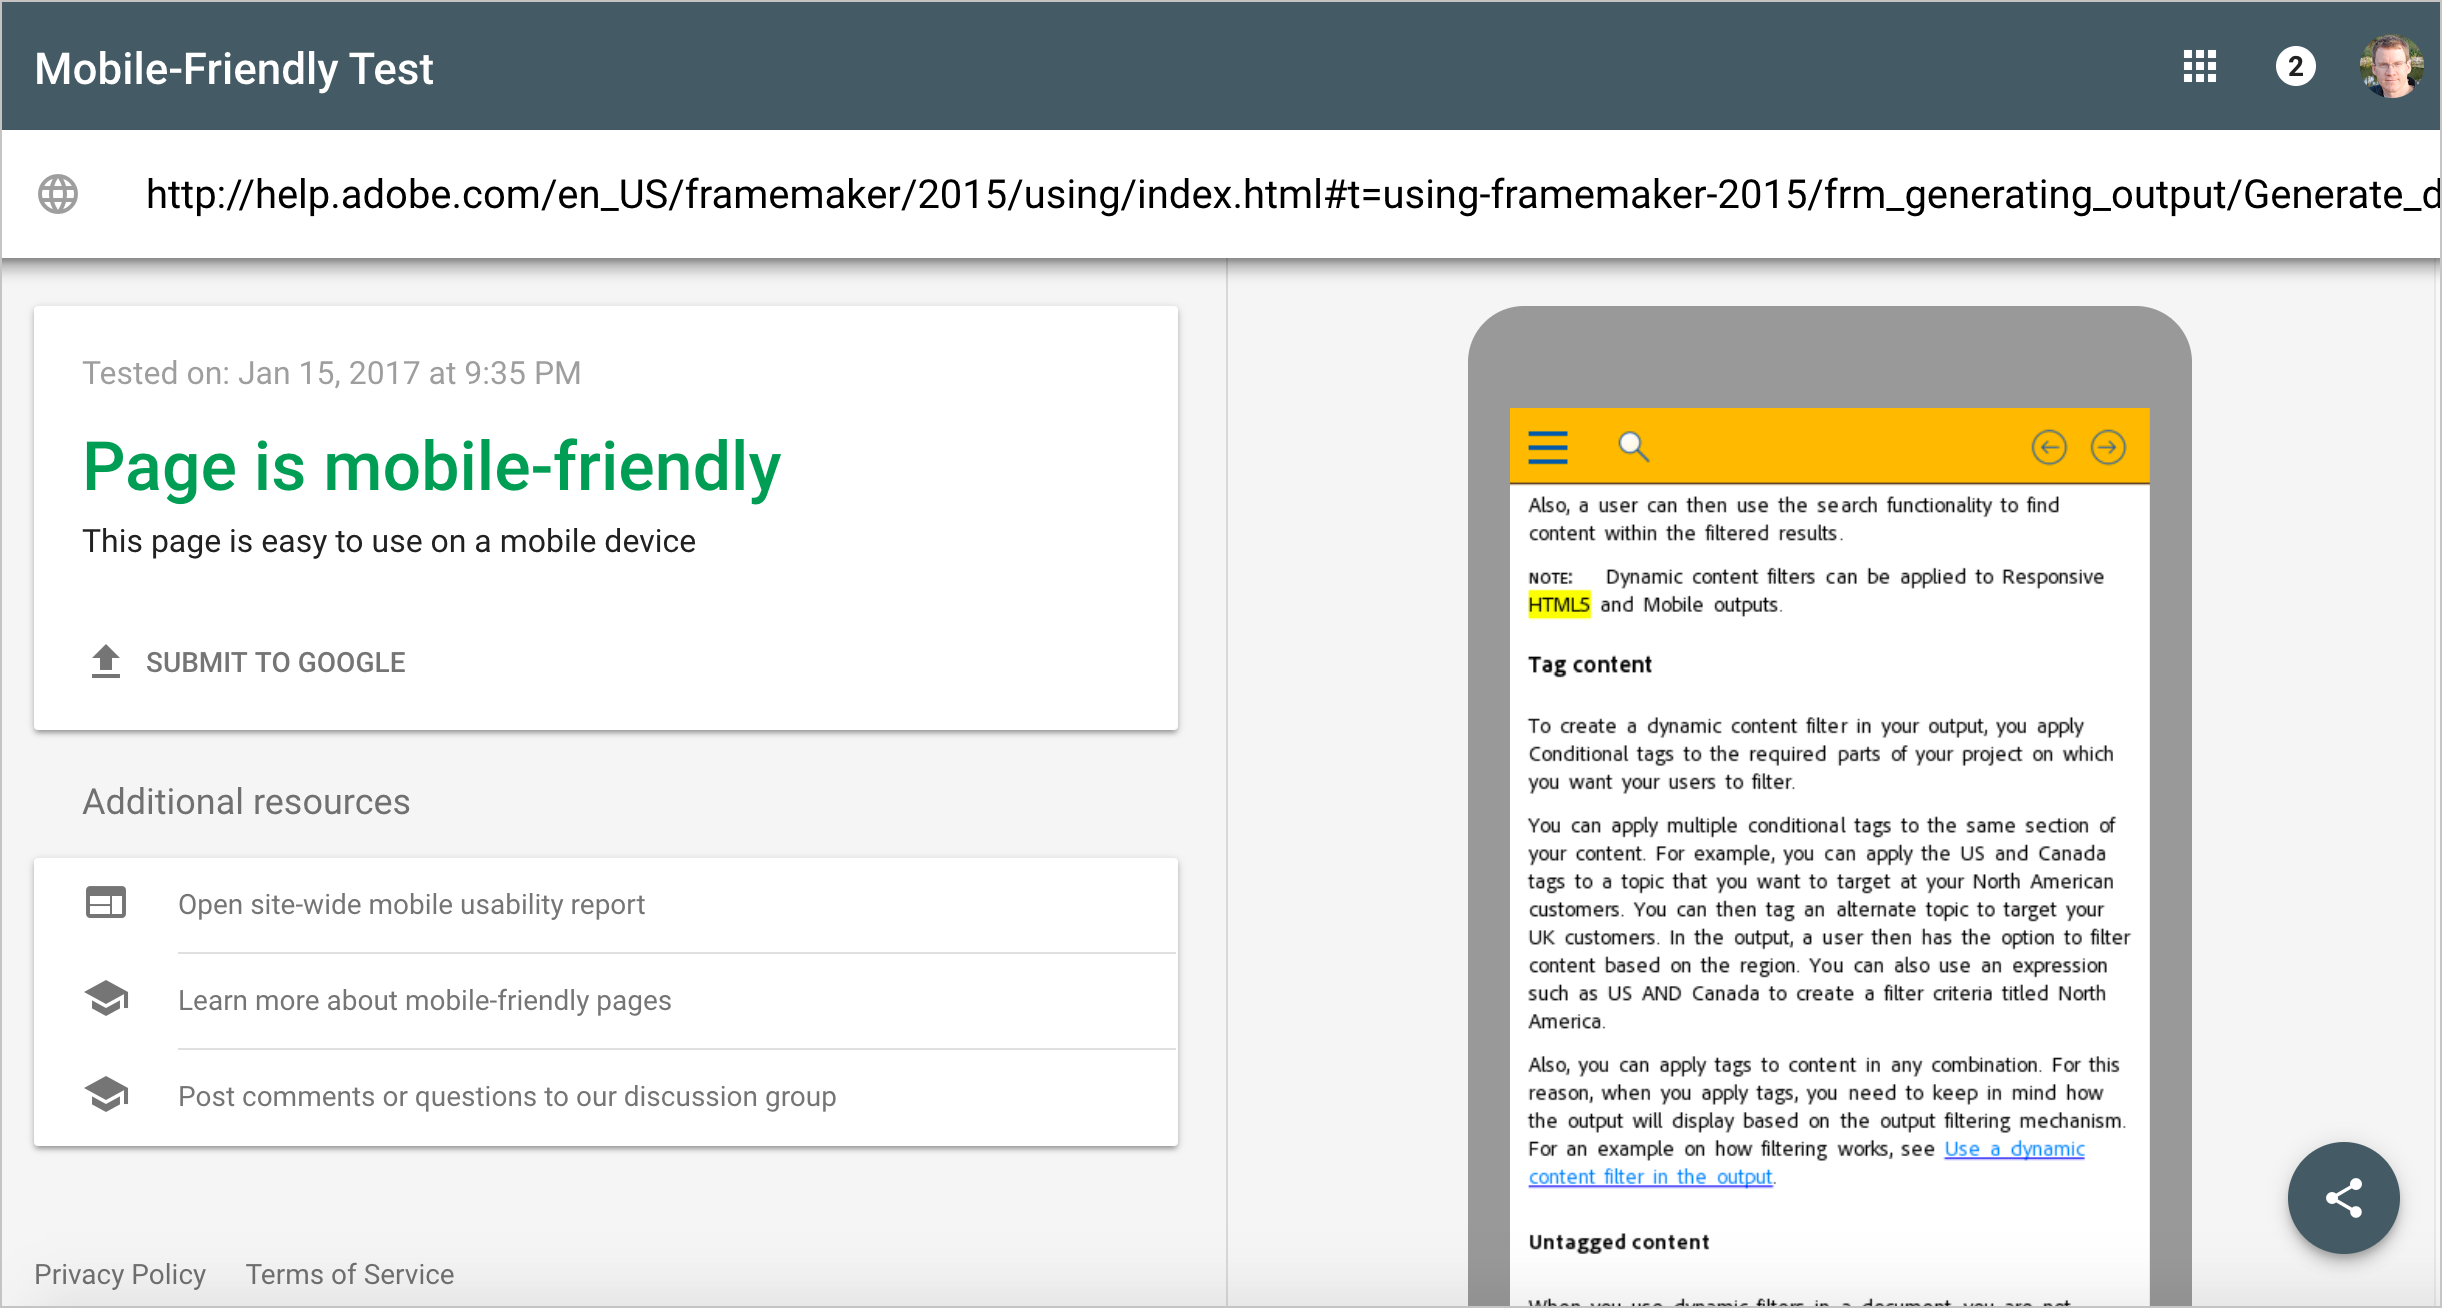 Mobile-Friendly Test
2
http://help.adobe.com/en_US/framemaker/2015/using/index.html#t=using-framemaker-2015/frm_generating_output/Generate_d
Tested on: Jan 15, 2017 at 9:35 PM
Page is mobile-friendly
This page is easy to use on a mobile device
SUBMIT TO GOOGLE
Additional resources
Open site-wide mobile usability report
Learn more about mobile-friendly pages
Post comments or questions to our discussion group
Privacy Policy Terms of Service
Also, a user can then use the search functionality to find
content within the filtered results.
NOTE: Dynamic content filters can be applied to Responsive
HTML5 and Mobile outputs.
Tag content
To create a dynamic content filter in your output, you apply
Conditional tags to the required parts of your project on which
you want your users to filter.
You can apply multiple conditional tags to the same section of
your content. For example, you can apply the US and Canada
tags to a topic that you want to target at your North American
customers. You can then tag an alternate topic to target your
UK customers. In the output, a user then has the option to filter
content based on the region. You can also use an expression
such as US AND Canada to create a filter criteria titled North
America.
Also, you can apply tags to content in any combination. For this
reason, when you apply tags, you need to keep in mind how
the output will display based on the output filtering mechanism.
For an example on how filtering works, see Use a dynamic
content filter in the output.
Untagged content
When you use dynamic filters in a document, you are not